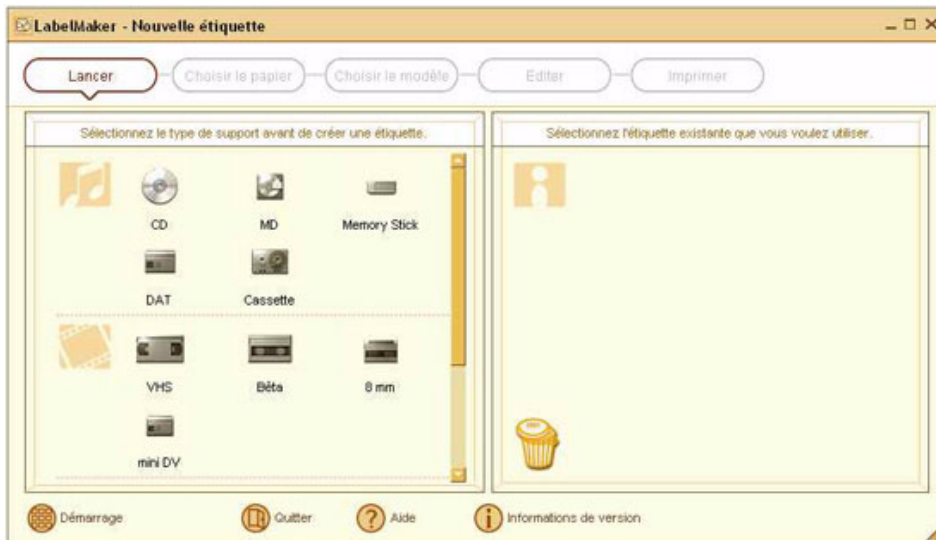 LabelMaker - Nouvelle étiquette
Lancer
Choisir le papier
Choisir le modèle
Editer
Imprimer
Sélectionnez le type de support avant de créer une étiquette.
Sélectionnez l'étiquette existante que vous voulez utiliser.
CD
MD
Memory Stick
DAT
Cassette
VHS
Bêta
8 mm
mini DV
Démarrage
Quitter
Aide
Informations de version